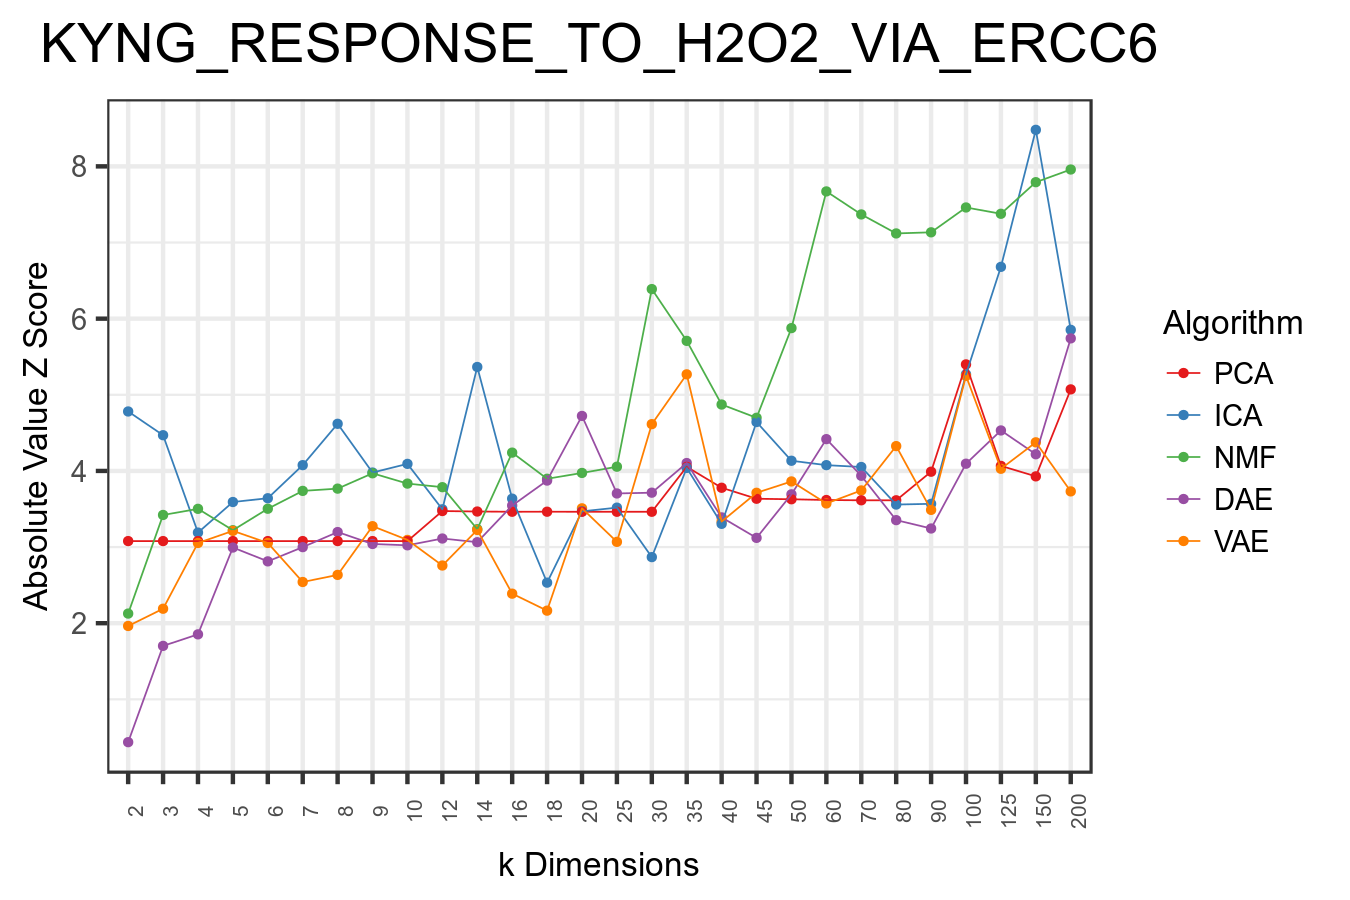 KYNG_RESPONSE_TO_H2O2_VIA_ERCC6
Absolute Value Z Score
8
6
4
2
2 3 4 5 6 7 8 9 10 12 14 16 18 20 25 30 35 40 45 50 60 70 80 90 100 125 150 200
k Dimensions
Algorithm
PCA
ICA
NMF
DAE
VAE